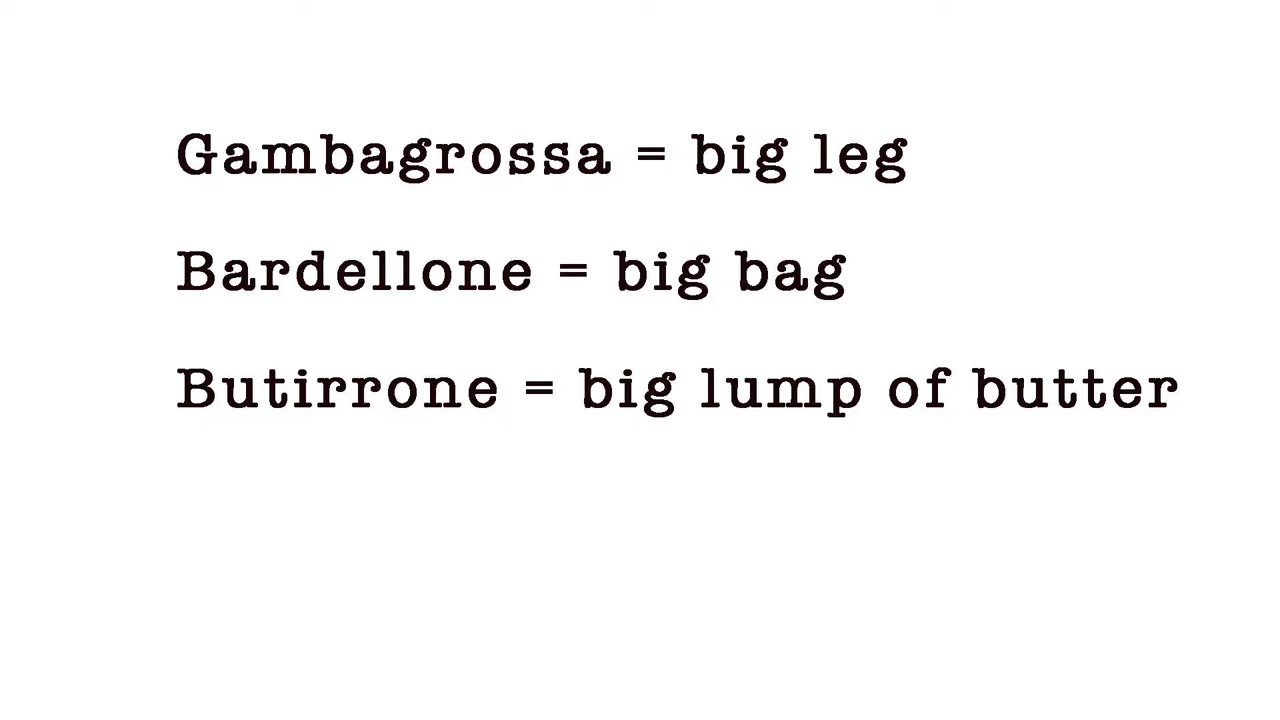 Gambagrossa = big leg
Bardellone = big bag
Butirrone = big lump of butter